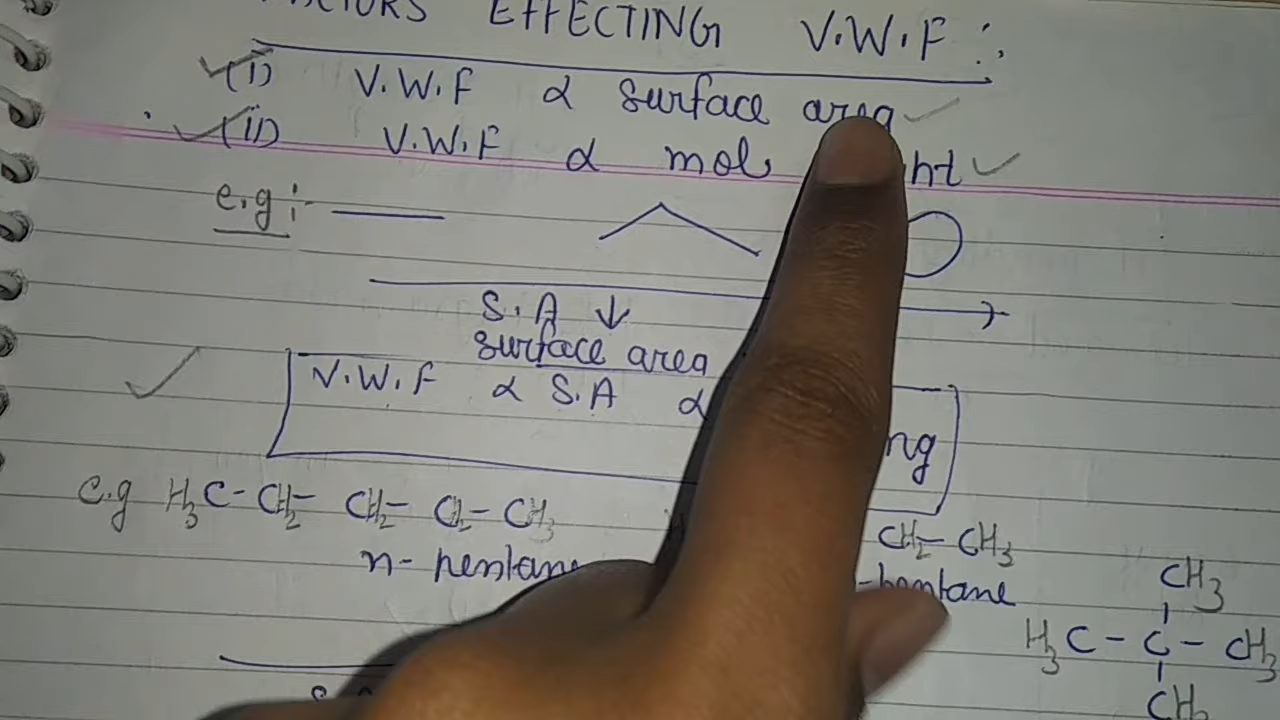 EFFECTING V.W.F :.
(i) V.W.F α surface area
(ii) V.W.F α mol
e.g :-
S.A ↓
surface area
V.W.F α S.A α
e.g H₃C-CH₂- CH₂- CH₂- CH₃
n-pentane
CH₂-CH₃
CH₃
H₃C - C - CH₃
CH₃